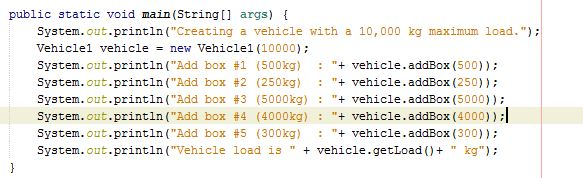 public static void main(String[] args) {
System.out.println("Creating a vehicle with a 10,000 kg maximum load.");
Vehicle1 vehicle = new Vehicle1(10000);
System.out.println("Add box #1 (500kg)  : "+ vehicle.addBox(500));
System.out.println("Add box #2 (250kg)  : "+ vehicle.addBox(250));
System.out.println("Add box #3 (5000kg) : "+ vehicle.addBox(5000));
System.out.println("Add box #4 (4000kg) : "+ vehicle.addBox(4000));
System.out.println("Add box #5 (300kg)  : "+ vehicle.addBox(300));
System.out.println("Vehicle load is " + vehicle.getLoad()+ " kg");
}